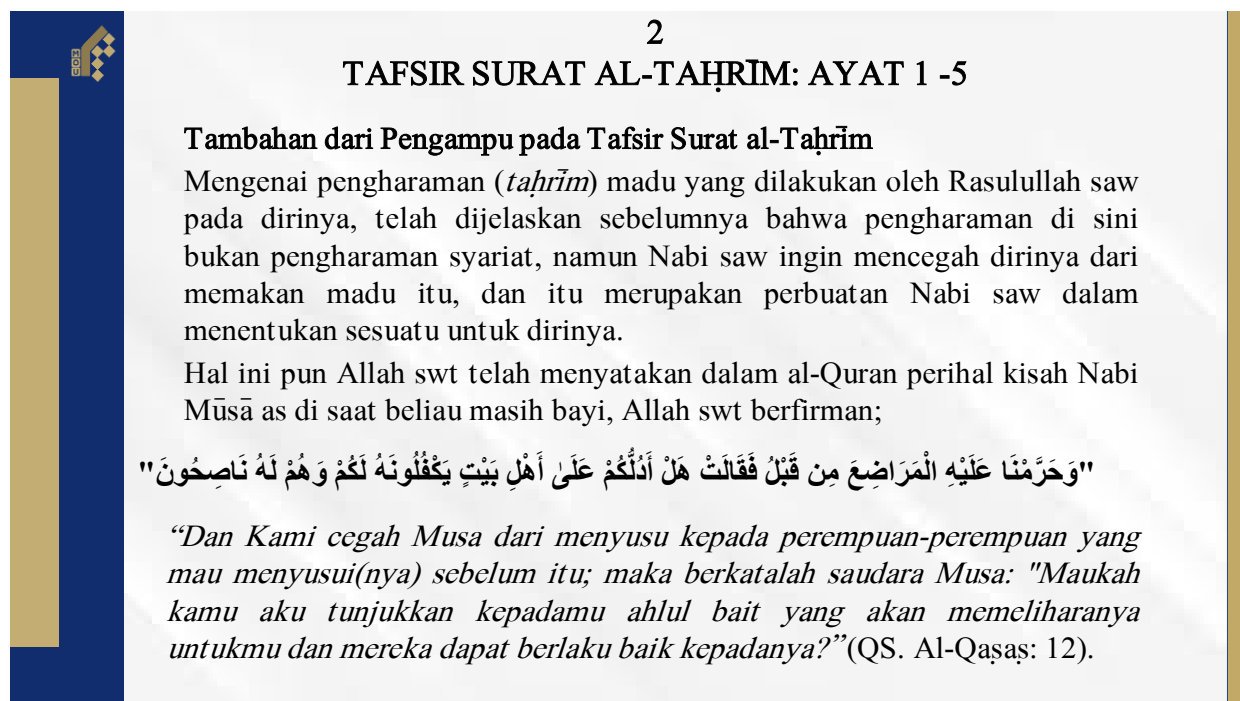 2
TAFSIR SURAT AL-TAḤRĪM: AYAT 1 -5
Tambahan dari Pengampu pada Tafsir Surat al-Taḥrīm
Mengenai pengharaman (taḥrīm) madu yang dilakukan oleh Rasulullah saw
pada dirinya, telah dijelaskan sebelumnya bahwa pengharaman di sini
bukan pengharaman syariat, namun Nabi saw ingin mencegah dirinya dari
memakan madu itu, dan itu merupakan perbuatan Nabi saw dalam
menentukan sesuatu untuk dirinya.
Hal ini pun Allah swt telah menyatakan dalam al-Quran perihal kisah Nabi
Mūsā as di saat beliau masih bayi, Allah swt berfirman;
"وَحَرَّمْنَا عَلَيْهِ الْمَرَاضِعَ مِن قَبْلُ فَقَالَتْ هَلْ أَدُلُّكُمْ عَلَىٰ أَهْلِ بَيْتٍ يَكْفُلُونَهُ لَكُمْ وَهُمْ لَهُ نَاصِحُونَ"
“Dan Kami cegah Musa dari menyusu kepada perempuan-perempuan yang
mau menyusui(nya) sebelum itu; maka berkatalah saudara Musa: "Maukah
kamu aku tunjukkan kepadamu ahlul bait yang akan memeliharanya
untukmu dan mereka dapat berlaku baik kepadanya?” (QS. Al-Qaṣaṣ: 12).